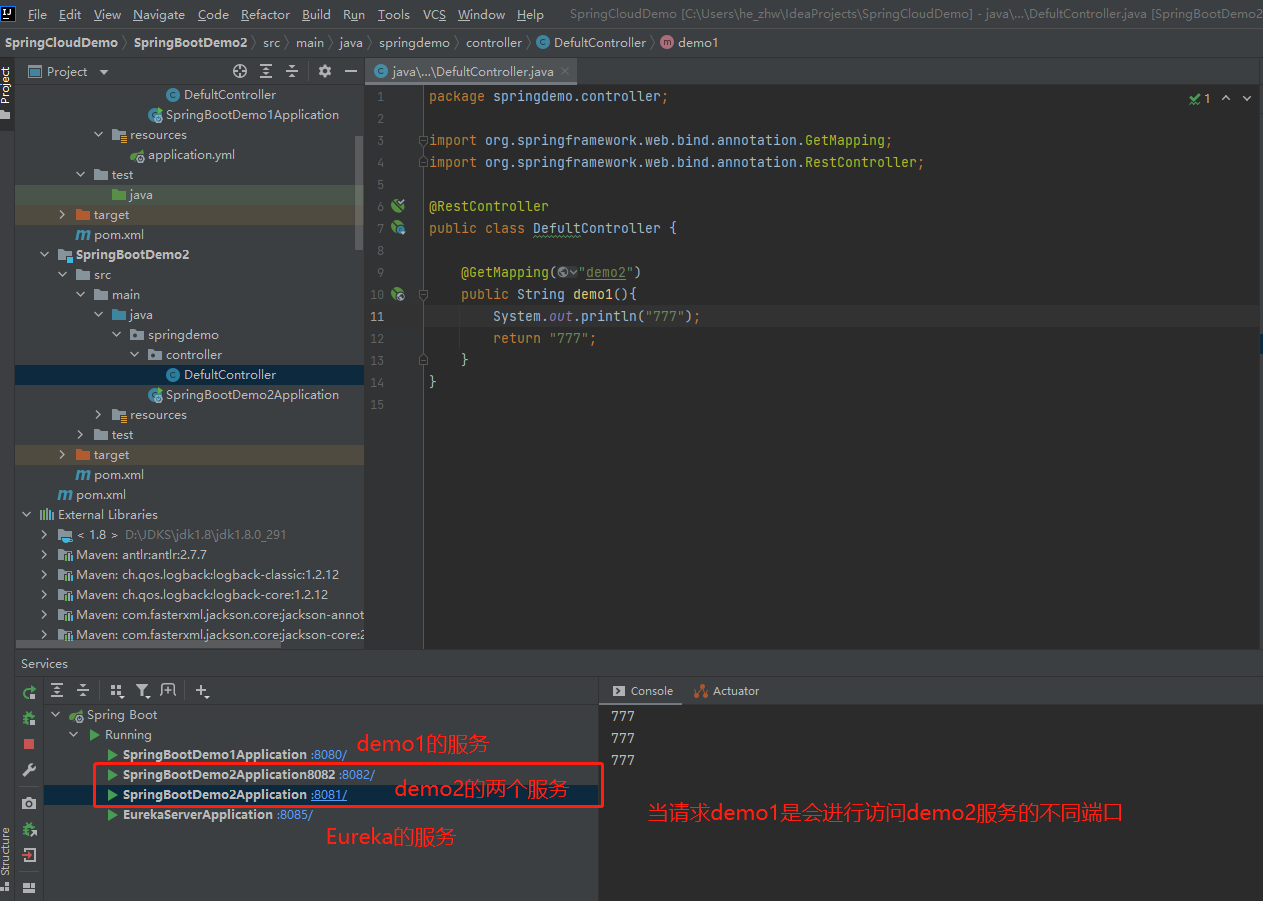 File Edit View Navigate Code Refactor Build Run Tools VCS Window Help SpringCloudDemo [C:\Users\he_zhw\IdeaProjects\SpringCloudDemo] - java\...\DefultController.java [SpringBootDemo2
SpringCloudDemo SpringBootDemo2 src main java springdemo controller DefultController demo1
Project
Project
java\...\DefultController.java
DefultController
SpringBootDemo1Application
resources
application.yml
test
java
target
pom.xml
SpringBootDemo2
src
main
java
springdemo
controller
DefultController
SpringBootDemo2Application
resources
test
target
pom.xml
pom.xml
External Libraries
< 1.8 > D:\JDKS\jdk1.8\jdk1.8.0_291
Maven: antlr:antlr:2.7.7
Maven: ch.qos.logback:logback-classic:1.2.12
Maven: ch.qos.logback:logback-core:1.2.12
Maven: com.fasterxml.jackson.core:jackson-annot
Maven: com.fasterxml.jackson.core:jackson-core:2
1 package springdemo.controller;
1
2
3 import org.springframework.web.bind.annotation.GetMapping;
4 import org.springframework.web.bind.annotation.RestController;
5
6 @RestController
7 public class DefultController {
8
9 @GetMapping("demo2")
10 public String demo1(){
11 System.out.println("777");
12 return "777";
13 }
14 }
15
Services
Spring Boot
Running
SpringBootDemo1Application :8080/
demo1的服务
SpringBootDemo2Application8082 :8082/
SpringBootDemo2Application :8081/
demo2的两个服务
EurekaServerApplication :8085/
Eureka的服务
Console Actuator
777
777
777
当请求demo1是会进行访问demo2服务的不同端口
Structure